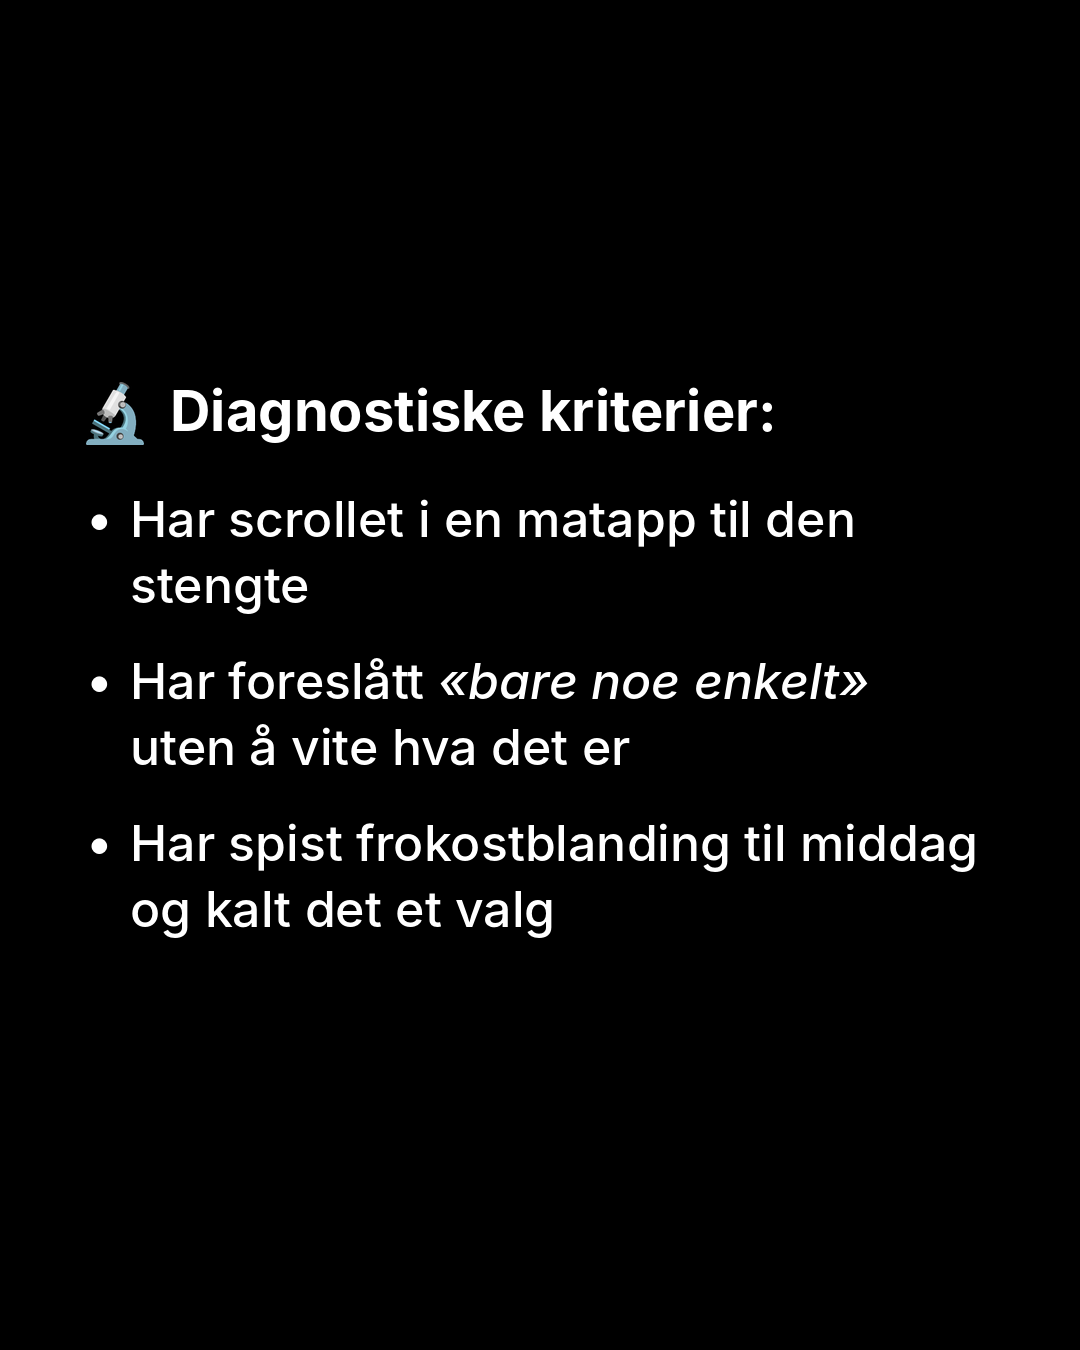 🔬 Diagnostiske kriterier:
• Har scrollet i en matapp til den
stengte
• Har foreslått «bare noe enkelt»
uten å vite hva det er
• Har spist frokostblanding til middag
og kalt det et valg